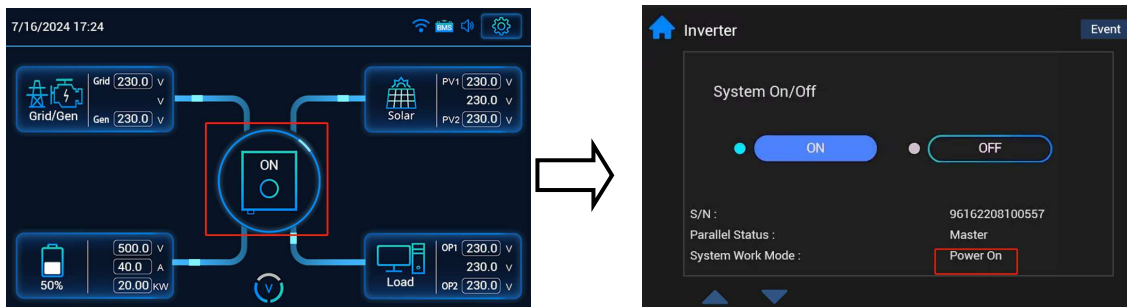 7/16/2024 17:24
BMS
Grid 230.0 V
V
Gen 230.0 V
Grid/Gen
PV1 230.0 V
230.0 V
PV2 230.0 V
Solar
ON
500.0 V
40.0 A
20.00 KW
50%
V
OP1 230.0 V
230.0 V
OP2 230.0 V
Load
Inverter
Event
System On/Off
ON
OFF
S/N : 96162208100557
Parallel Status : Master
System Work Mode : Power On